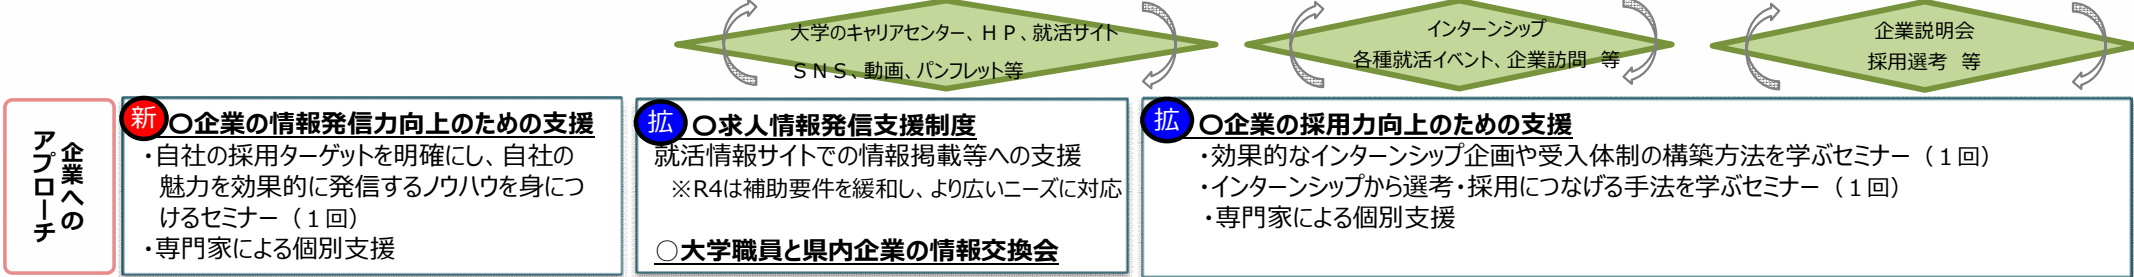 大学のキャリアセンター、ＨＰ、就活サイト
ＳＮＳ、動画、パンフレット等
インターンシップ
各種就活イベント、企業訪問　等
企業説明会
採用選考　等
企業への
アプローチ
新
〇企業の情報発信力向上のための支援
・自社の採用ターゲットを明確にし、自社の
魅力を効果的に発信するノウハウを身につ
けるセミナー（１回）
・専門家による個別支援
拡
〇求人情報発信支援制度
就活情報サイトでの情報掲載等への支援
※R4は補助要件を緩和し、より広いニーズに対応
○大学職員と県内企業の情報交換会
拡
〇企業の採用力向上のための支援
・効果的なインターンシップ企画や受入体制の構築方法を学ぶセミナー（１回）
・インターンシップから選考・採用につなげる手法を学ぶセミナー（１回）
・専門家による個別支援